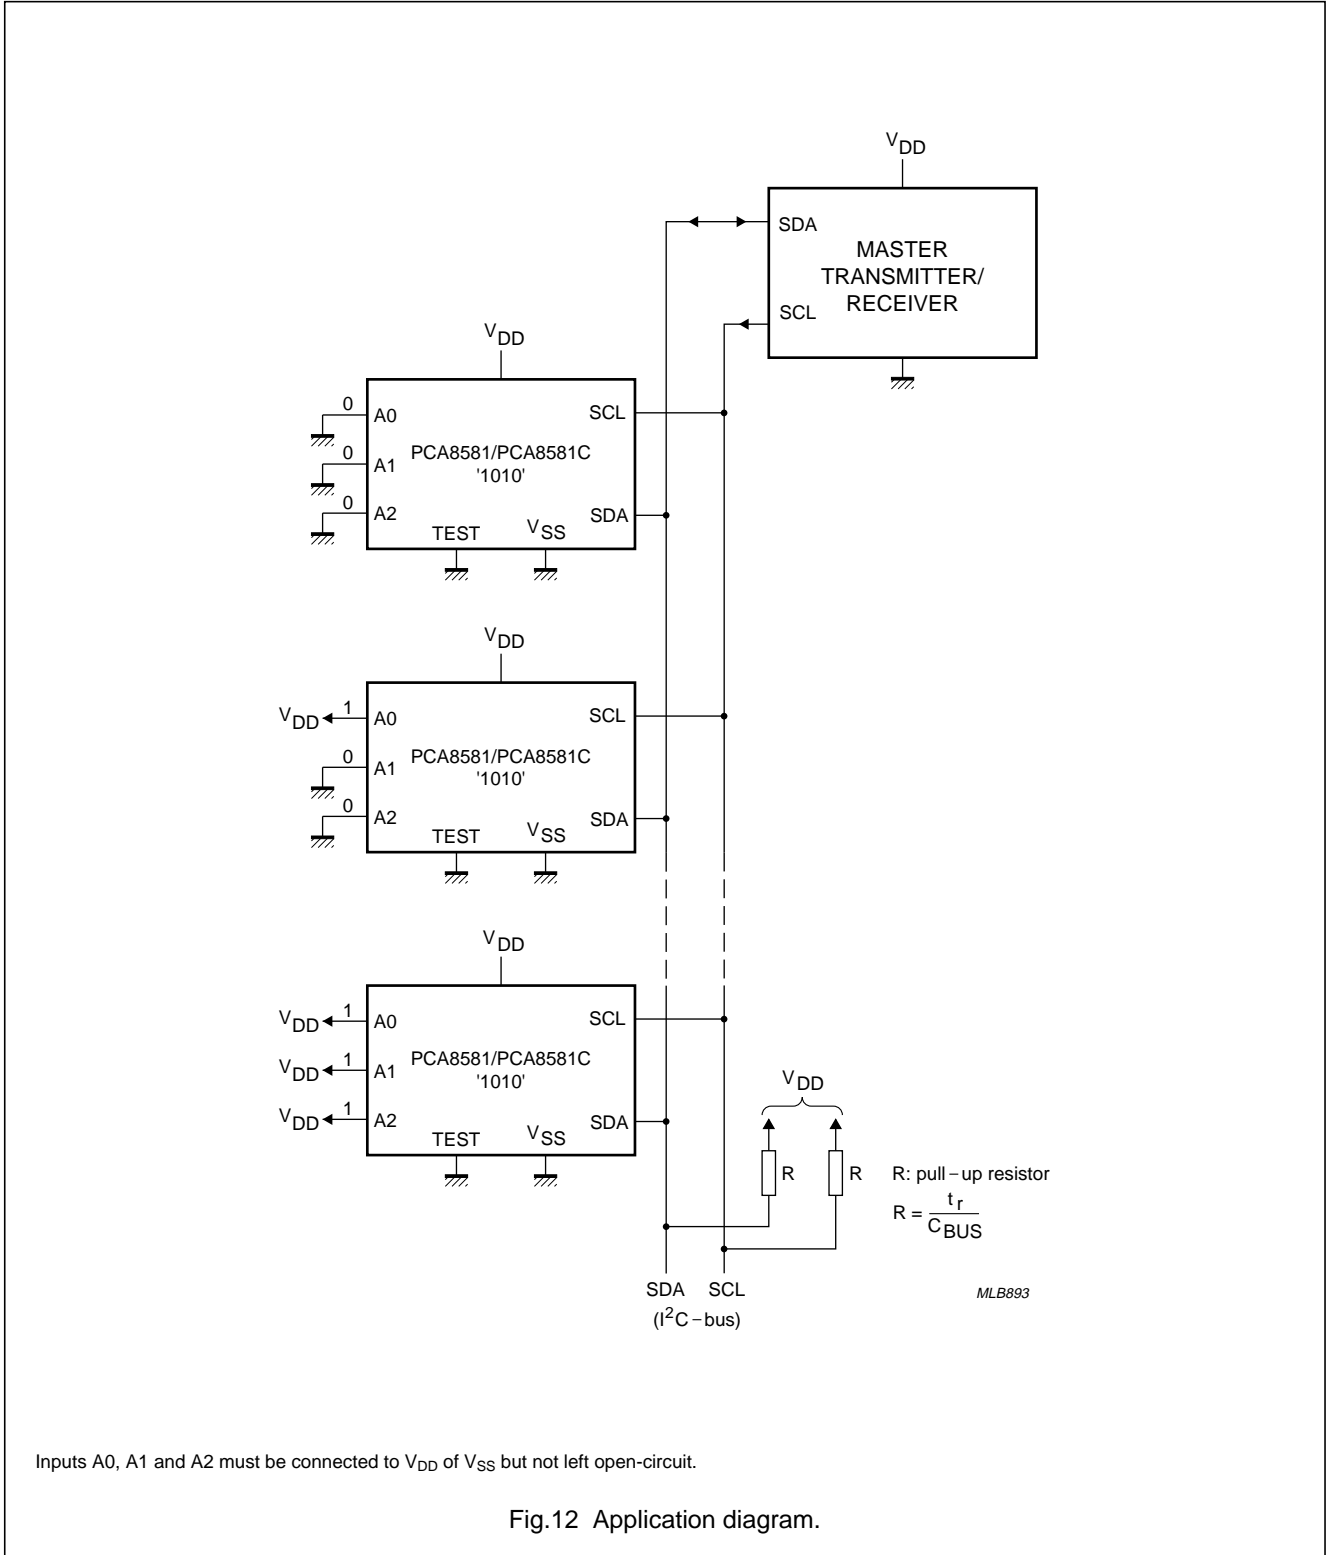 VDD
SDA
MASTER
TRANSMITTER/
RECEIVER
SCL
VDD
0
A0
SCL
PCA8581/PCA8581C
'1010'
0
A1
0
A2
SDA
TEST
VSS
VDD
VDD
1
A0
SCL
PCA8581/PCA8581C
'1010'
0
A1
0
A2
SDA
TEST
VSS
VDD
VDD
1
A0
SCL
PCA8581/PCA8581C
'1010'
VDD
1
A1
VDD
1
A2
SDA
TEST
VSS
VDD
R
R
R: pull−up resistor
R = tr / CBUS
SDA
SCL
(I2C−bus)
MLB893
Inputs A0, A1 and A2 must be connected to VDD of VSS but not left open-circuit.
Fig.12 Application diagram.